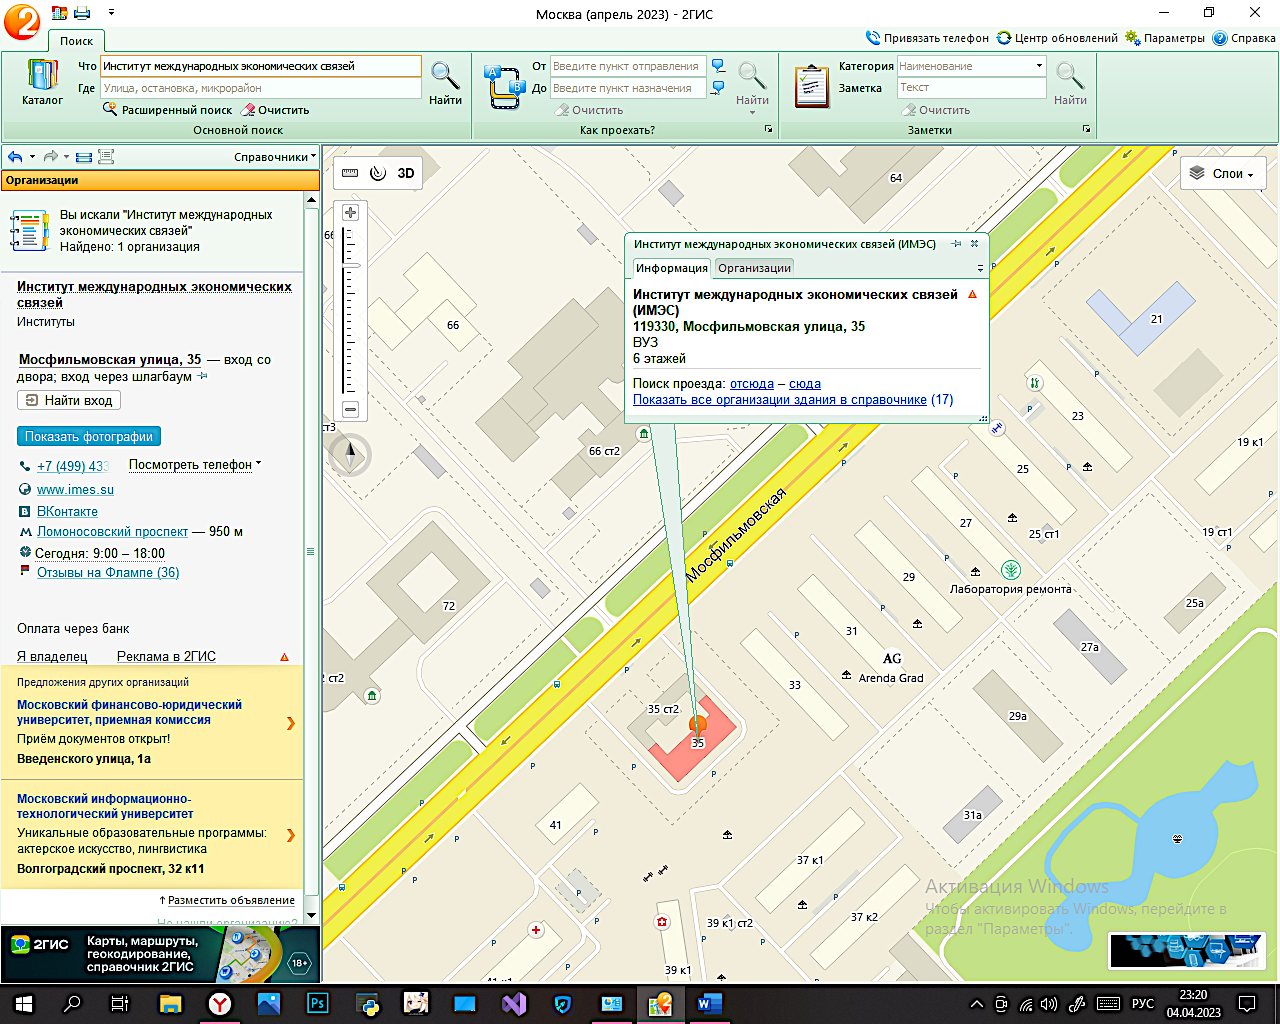 Москва (апрель 2023) - 2ГИС
Поиск
Привязать телефон
Центр обновлений
Параметры
Справка
Каталог
Что
Институт международных экономических связей
Где
Улица, остановка, микрорайон
Расширенный поиск
Очистить
Найти
Основной поиск
От
Введите пункт отправления
До
Введите пункт назначения
Очистить
Найти
Как проехать?
Категория
Наименование
Заметка
Текст
Очистить
Найти
Заметки
Справочники
Организации
Вы искали "Институт международных
экономических связей"
Найдено: 1 организация
Институт международных экономических
связей
Институты
Мосфильмовская улица, 35 — вход со
двора; вход через шлагбаум
Найти вход
Показать фотографии
+7 (499) 433
Посмотреть телефон
www.imes.su
ВКонтакте
Ломоносовский проспект — 950 м
Сегодня: 9:00 – 18:00
Отзывы на Флампе (36)
Оплата через банк
Я владелец
Реклама в 2ГИС
Предложения других организаций
Московский финансово-юридический
университет, приемная комиссия
Приём документов открыт!
Введенского улица, 1а
Московский информационно-
технологический университет
Уникальные образовательные программы:
актерское искусство, лингвистика
Волгоградский проспект, 32 к11
Разместить объявление
Не нашли организацию?
2ГИС
Карты, маршруты,
геокодирование,
справочник 2ГИС
18+
3D
Слои
Институт международных экономических связей (ИМЭС)
Информация
Организации
Институт международных экономических связей
(ИМЭС)
119330, Мосфильмовская улица, 35
ВУЗ
6 этажей
Поиск проезда: отсюда – сюда
Показать все организации здания в справочнике (17)
64
66
21
23
19 к1
66 ст2
25
27
25 ст1
19 ст1
Мосфильмовская
29
Лаборатория ремонта
72
31
25а
27а
AG
Arenda Grad
33
35 ст2
35
29а
31а
41
37 к1
39 к1 ст2
37 к2
39 к1
Активация Windows
Чтобы активировать Windows, перейдите в
раздел "Параметры".
РУС
23:20
04.04.2023